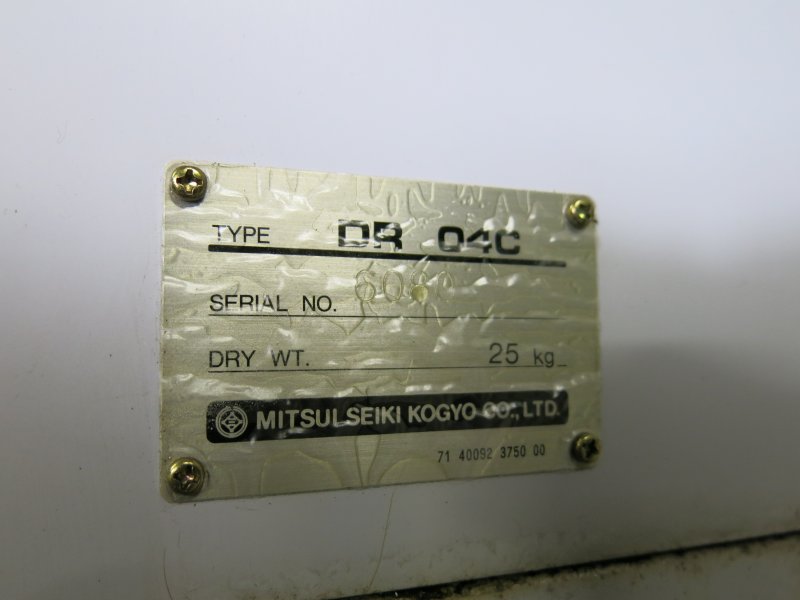 TYPE DR 04C
SERIAL NO.
DRY WT. 25 kg
MITSUI SEIKI KOGYO CO., LTD.
71 40092 3750 00